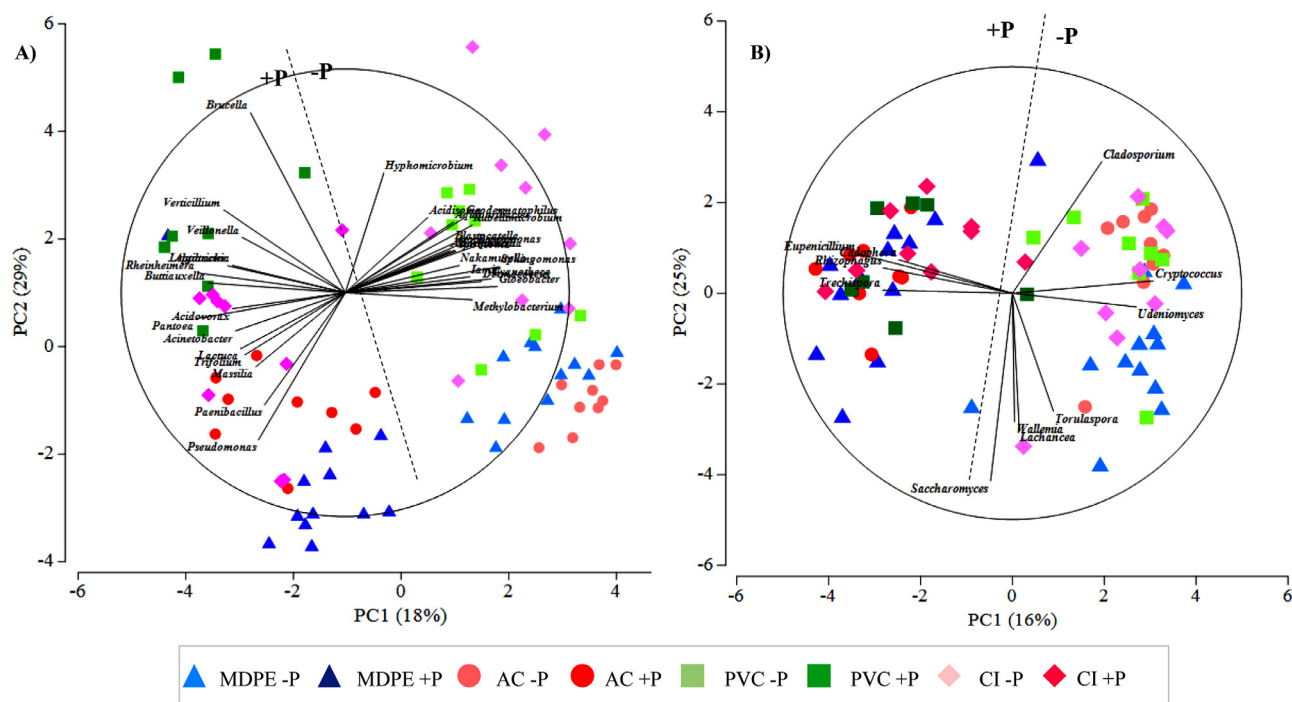 A)
+P
-P
6
4
2
0
-2
-4
PC2 (29%)
Brucella
Hyphomicrobium
Verticillium
Veillonella
Rheinheimera
Buttiauxella
Acidovorax
Pantoea
Acinetobacter
Lactuca
Trifolium
Massilia
Paenibacillus
Pseudomonas
Geodermatophilus
Blastocatella
Sphingomonas
Nakamurella
Gloeobacter
Methylobacterium
-6
-4
-2
0
2
4
PC1 (18%)
B)
+P
-P
6
4
2
0
-2
-4
-6
PC2 (25%)
Cladosporium
Eupenicillium
Rhizophagus
Trechispora
Cryptococcus
Udeniomyces
Torulaspora
Wallemia
Lachancea
Saccharomyces
-6
-4
-2
0
2
4
6
PC1 (16%)
MDPE -P MDPE +P AC -P AC +P PVC -P PVC +P CI -P CI +P